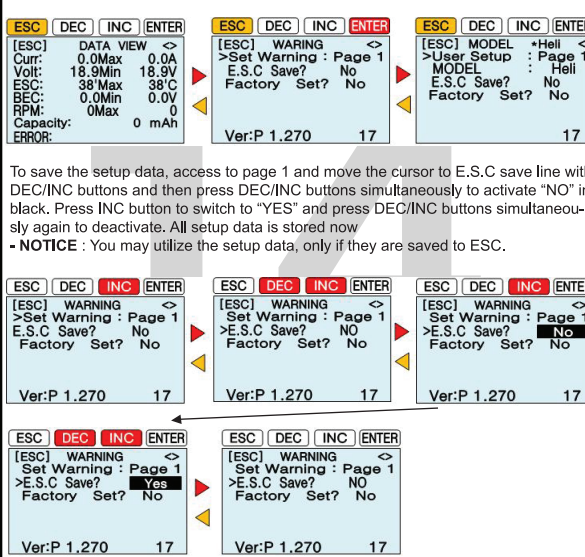 ESC DEC INC ENTER
[ESC] DATA VIEW <>
Curr: 0.0Max 0.0A
Volt: 18.9Min 18.9V
ESC: 38'Max 38'C
BEC: 0.0Min 0.0V
RPM: 0Max 0
Capacity: 0 mAh
ERROR:
ESC DEC INC ENTER
[ESC] WARING <>
>Set Warning : Page 1
E.S.C Save? No
Factory Set? No
Ver:P 1.270 17
ESC DEC INC ENTE
[ESC] MODEL *Heli <>
>User Setup : Page 1
MODEL : Heli
E.S.C Save? No
Factory Set? No
17
To save the setup data, access to page 1 and move the cursor to E.S.C save line with
DEC/INC buttons and then press DEC/INC buttons simultaneously to activate “NO” in
black. Press INC button to switch to “YES” and press DEC/INC buttons simultaneou-
sly again to deactivate. All setup data is stored now
- NOTICE : You may utilize the setup data, only if they are saved to ESC.
ESC DEC INC ENTER
[ESC] WARNING <>
>Set Warning : Page 1
E.S.C Save? No
Factory Set? No
Ver:P 1.270 17
ESC DEC INC ENTER
[ESC] WARNING <>
Set Warning : Page 1
>E.S.C Save? NO
Factory Set? No
Ver:P 1.270 17
ESC DEC INC ENTE
[ESC] WARNING <>
Set Warning : Page 1
>E.S.C Save? No
Factory Set? No
Ver:P 1.270 17
ESC DEC INC ENTER
[ESC] WARNING <>
Set Warning : Page 1
>E.S.C Save? Yes
Factory Set? No
Ver:P 1.270 17
ESC DEC INC ENTER
[ESC] WARNING <>
Set Warning : Page 1
>E.S.C Save? NO
Factory Set? No
Ver:P 1.270 17